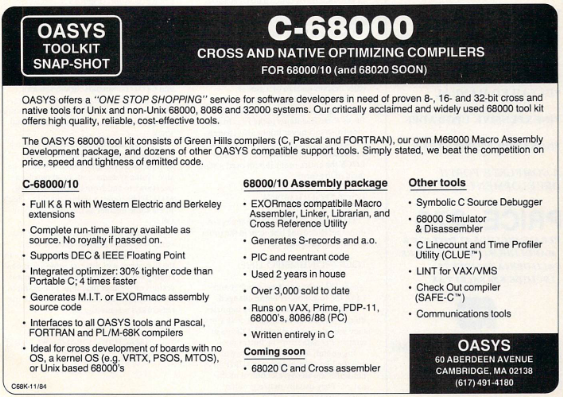 OASYS
TOOLKIT
SNAP-SHOT
C-68000
CROSS AND NATIVE OPTIMIZING COMPILERS
FOR 68000/10 (and 68020 SOON)
OASYS offers a "ONE STOP SHOPPING" service for software developers in need of proven 8-, 16- and 32-bit cross and
native tools for Unix and non-Unix 68000, 8086 and 32000 systems. Our critically acclaimed and widely used 68000 tool kit
offers high quality, reliable, cost-effective tools.
The OASYS 68000 tool kit consists of Green Hills compilers (C, Pascal and FORTRAN), our own M68000 Macro Assembly
Development package, and dozens of other OASYS compatible support tools. Simply stated, we beat the competition on
price, speed and tightness of emitted code.
C-68000/10
• Full K & R with Western Electric and Berkeley
extensions
• Complete run-time library available as
source. No royality if passed on.
• Supports DEC & IEEE Floating Point
• Integrated optimizer: 30% tighter code than
Portable C; 4 times faster
• Generates M.I.T. or EXORmacs assembly
source code
• Interfaces to all OASYS tools and Pascal,
FORTRAN and PL/M-68K compilers
• Ideal for cross development of boards with no
OS, a kernel OS (e.g. VRTX, PSOS, MTOS),
or Unix based 68000's
68000/10 Assembly package
• EXORmacs compatibile Macro
Assembler, Linker, Librarian, and
Cross Reference Utility
• Generates S-records and a.o.
• PIC and reentrant code
• Used 2 years in house
• Over 3,000 sold to date
• Runs on VAX, Prime, PDP-11,
68000's, 8086/88 (PC)
• Written entirely in C
Coming soon
• 68020 C and Cross assembler
Other tools
• Symbolic C Source Debugger
• 68000 Simulator
& Disassembler
• C Linecount and Time Profiler
Utility (CLUE™)
• LINT for VAX/VMS
• Check Out compiler
(SAFE-C™)
• Communications tools
OASYS
60 ABERDEEN AVENUE
CAMBRIDGE, MA 02138
(617) 491-4180
C68K-11/84